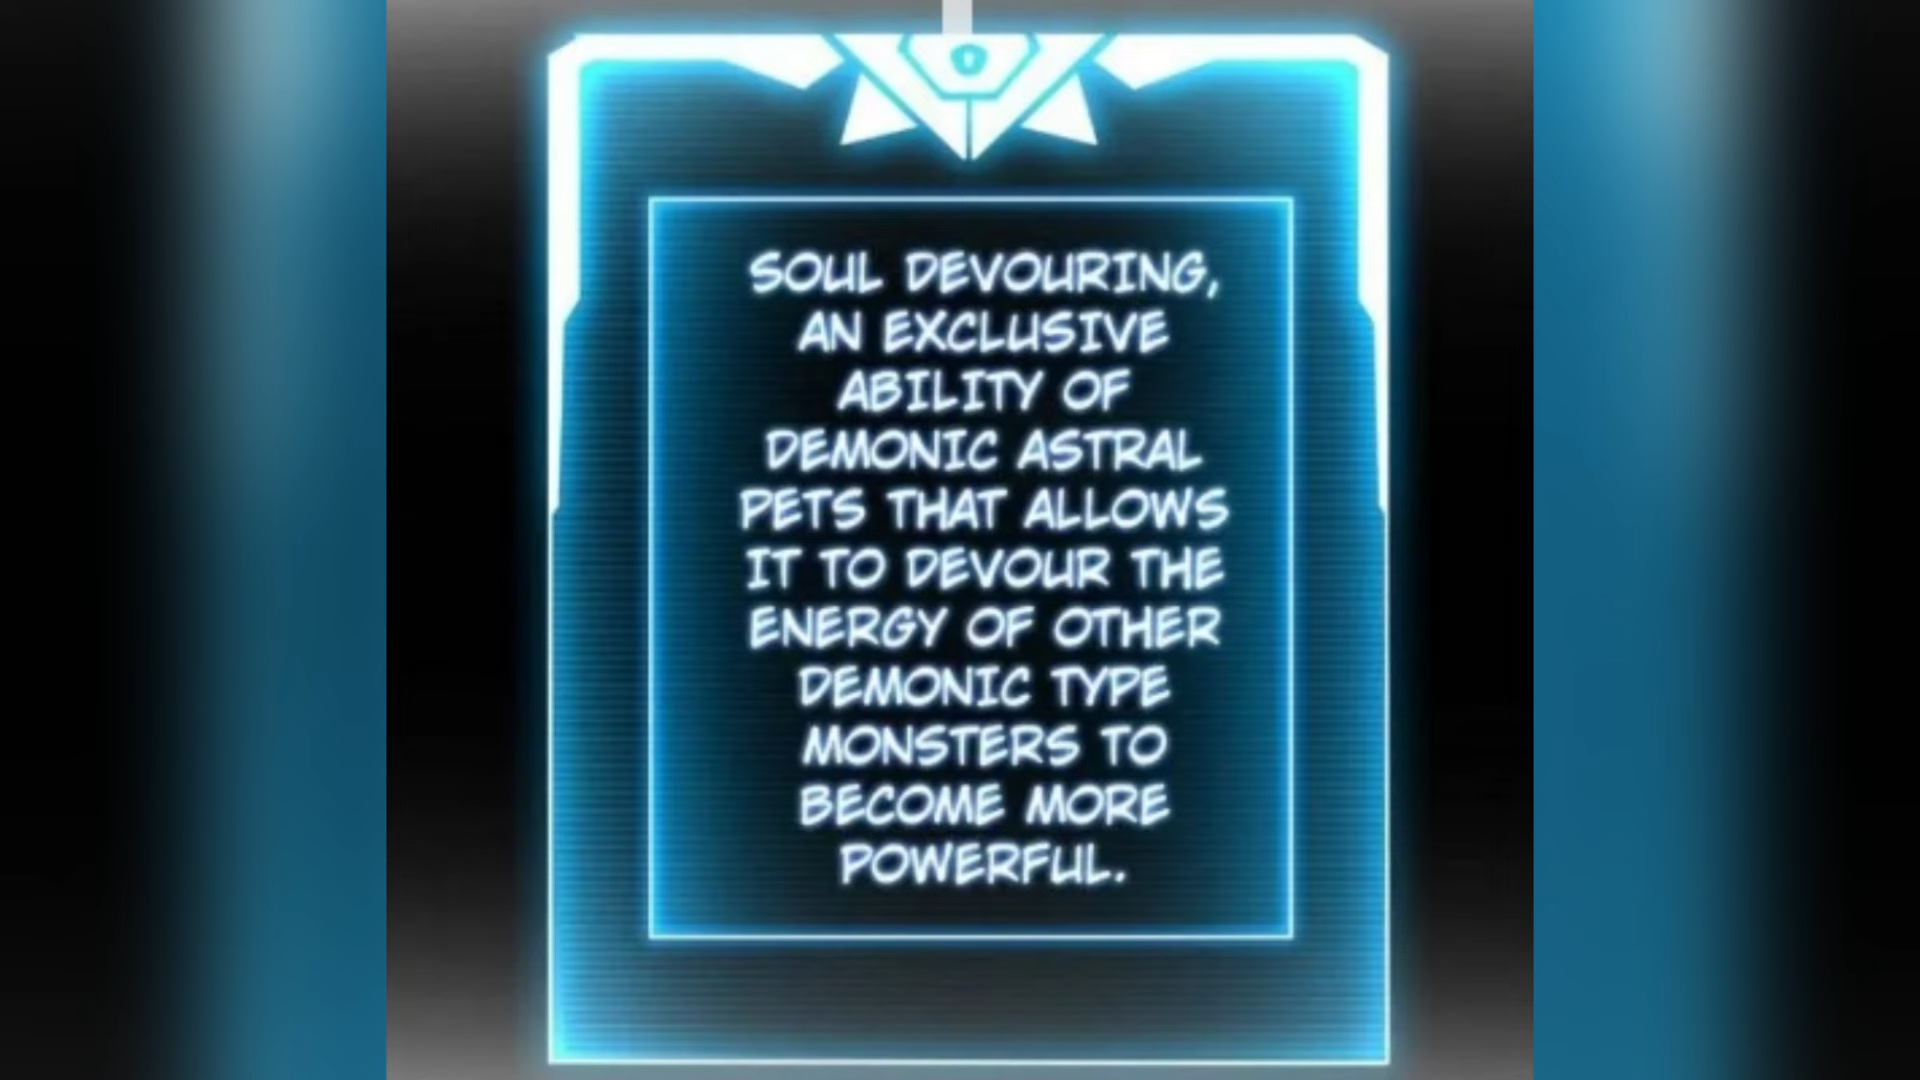 SOUL DEVOURING,
AN EXCLUSIVE
ABILITY OF
DEMONIC ASTRAL
PETS THAT ALLOWS
IT TO DEVOUR THE
ENERGY OF OTHER
DEMONIC TYPE
MONSTERS TO
BECOME MORE
POWERFUL.